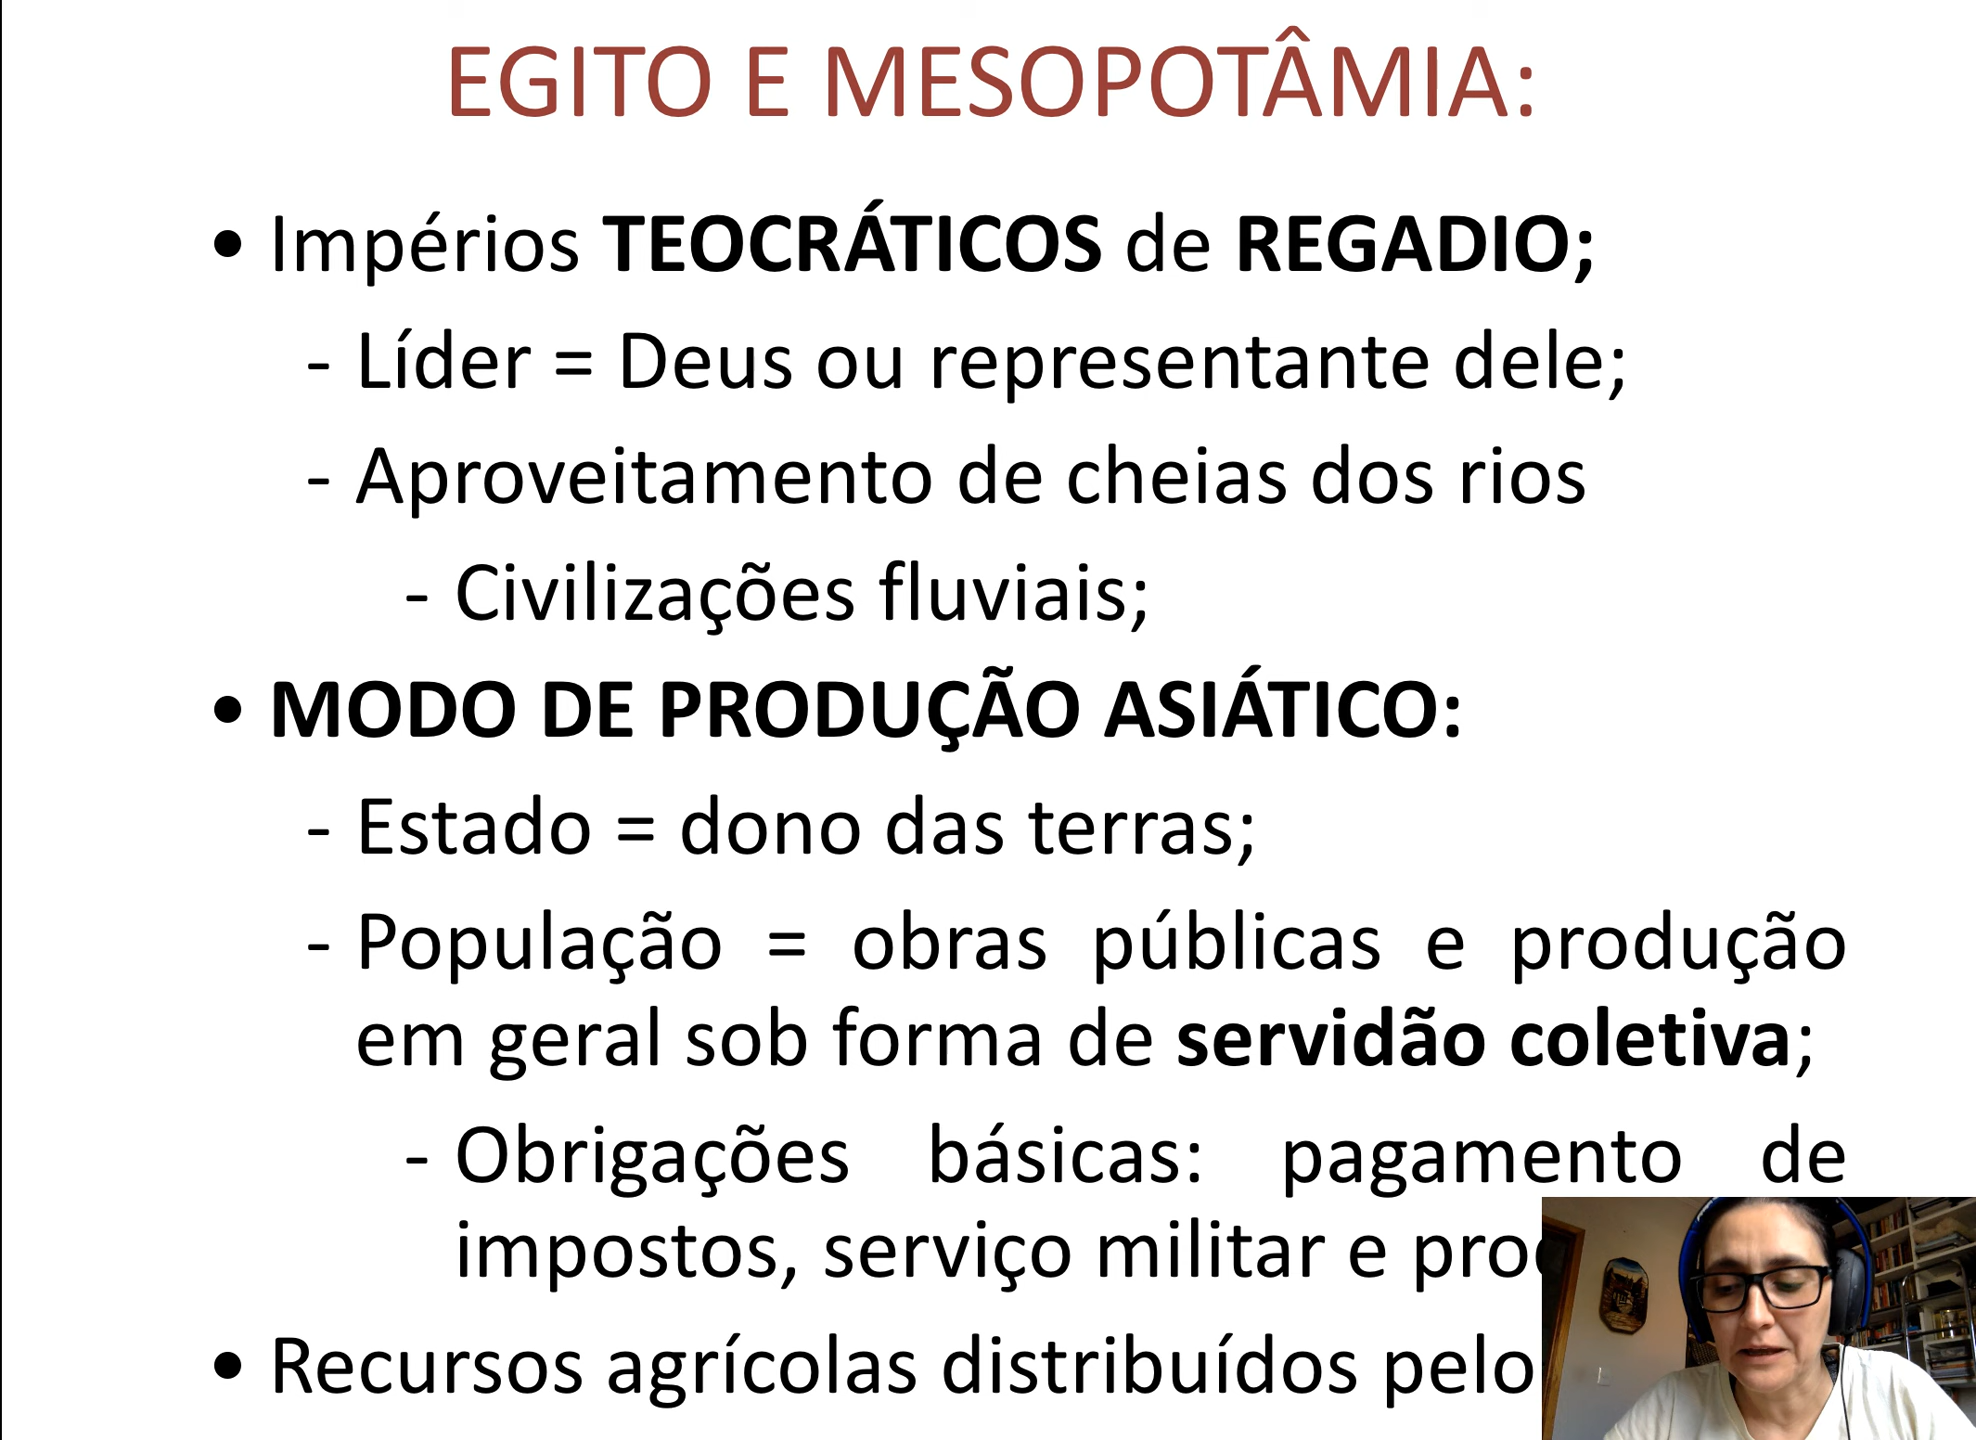 EGITO E MESOPOTÂMIA:
• Impérios TEOCRÁTICOS de REGADIO;
- Líder = Deus ou representante dele;
- Aproveitamento de cheias dos rios
- Civilizações fluviais;
• MODO DE PRODUÇÃO ASIÁTICO:
- Estado = dono das terras;
- População = obras públicas e produção
em geral sob forma de servidão coletiva;
- Obrigações básicas: pagamento de
impostos, serviço militar e
• Recursos agrícolas distribuídos pelo